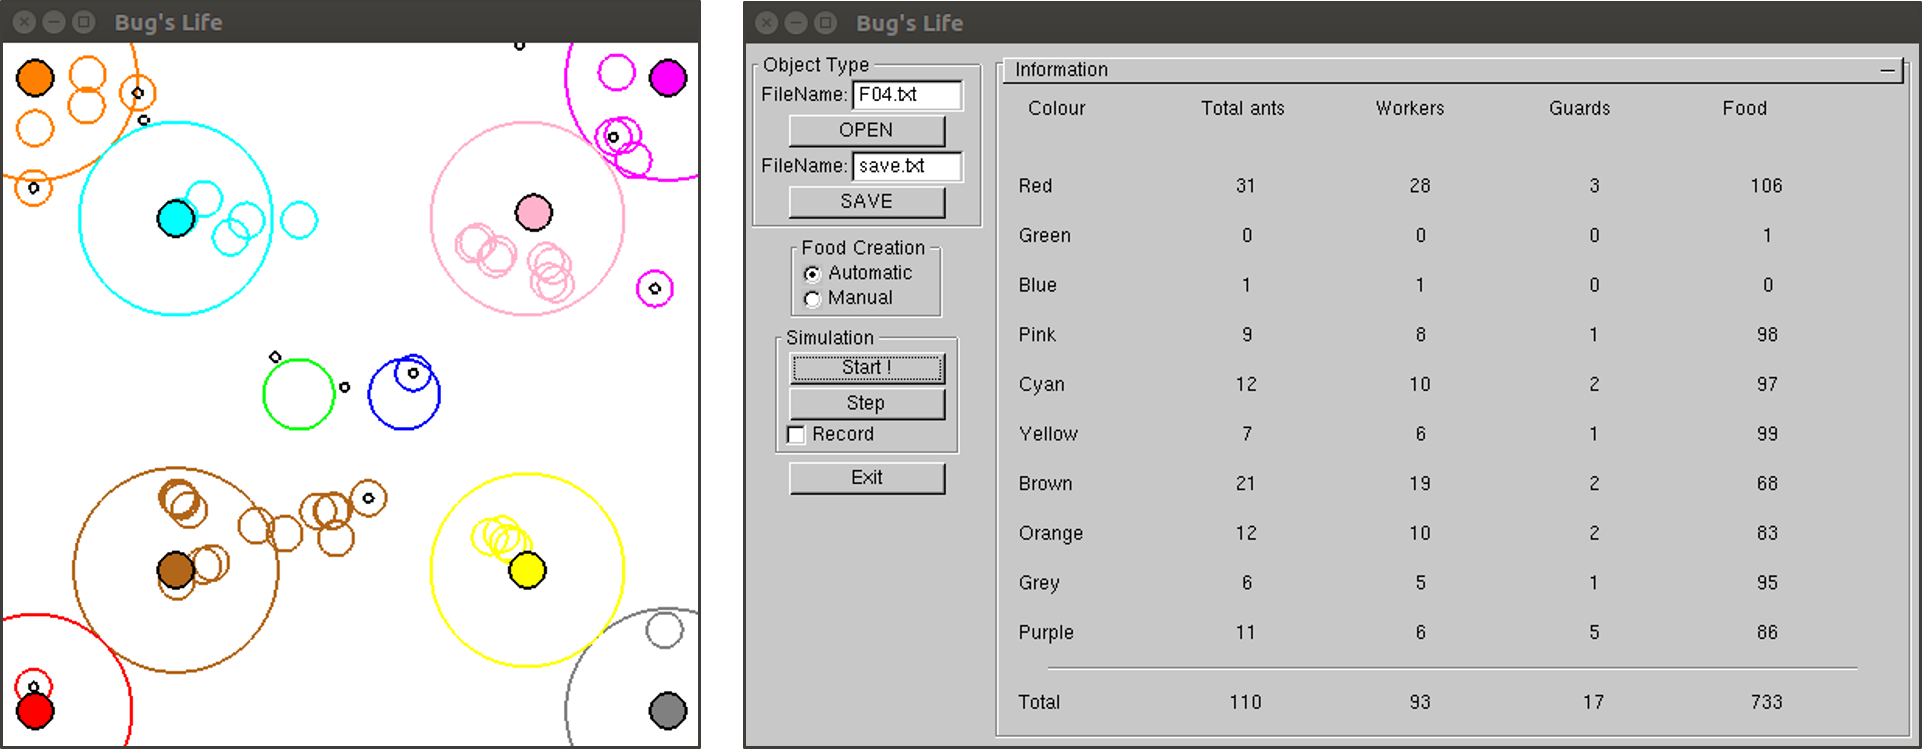 Bug's Life
Bug's Life
Object Type
FileName: F04.txt
OPEN
FileName: save.txt
SAVE
Food Creation
Automatic
Manual
Simulation
Start !
Step
Record
Exit
Information
Colour Total ants Workers Guards Food
Red 31 28 3 106
Green 0 0 0 1
Blue 1 1 0 0
Pink 9 8 1 98
Cyan 12 10 2 97
Yellow 7 6 1 99
Brown 21 19 2 68
Orange 12 10 2 83
Grey 6 5 1 95
Purple 11 6 5 86
Total 110 93 17 733